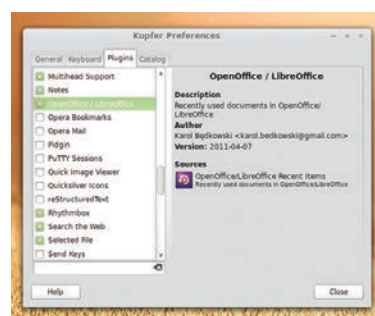 Kupfer Preferences
General Keyboard Plugins Catalog
Multihead Support
Notes
OpenOffice / LibreOffice
Opera Bookmarks
Opera Mail
Pidgin
PuTTY Sessions
Quick Image Viewer
Quicksilver Icons
reStructuredText
Rhythmbox
Search the Web
Selected File
Send Keys
OpenOffice / LibreOffice
Description
Recently used documents in OpenOffice/
LibreOffice
Author
Karol Będkowski <karol.bedkowski@gmail.com>
Version: 2011-04-07
Sources
OpenOffice/LibreOffice Recent Items
Recently used documents in OpenOffice/LibreOffice
Help
Close